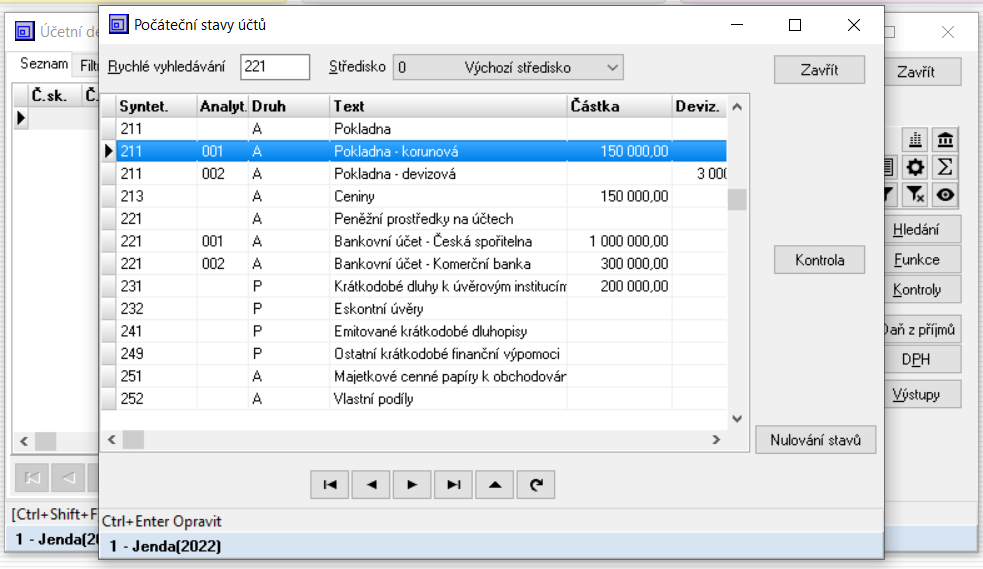 Účetní de
Počáteční stavy účtů
Seznam Filt
Rychlé vyhledávání 221 Středisko 0 Výchozí středisko
Zavřít
Zavřít
Č.sk. Č.
Syntet. Analyt. Druh Text Částka Deviz.
211 A Pokladna
211 001 A Pokladna - korunová 150 000,00
211 002 A Pokladna - devizová 3 000
213 A Ceniny 150 000,00
221 A Peněžní prostředky na účtech
221 001 A Bankovní účet - Česká spořitelna 1 000 000,00
221 002 A Bankovní účet - Komerční banka 300 000,00
231 P Krátkodobé dluhy k úvěrovým institucím 200 000,00
232 P Eskontní úvěry
241 P Emitované krátkodobé dluhopisy
249 P Ostatní krátkodobé finanční výpomoci
251 A Majetkové cenné papíry k obchodován
252 A Vlastní podíly
Kontrola
Nulování stavů
Hledání
Funkce
Kontroly
Daň z příjmů
DPH
Výstupy
[Ctrl+Shift+F
Ctrl+Enter Opravit
1 - Jenda(20
1 - Jenda(2022)